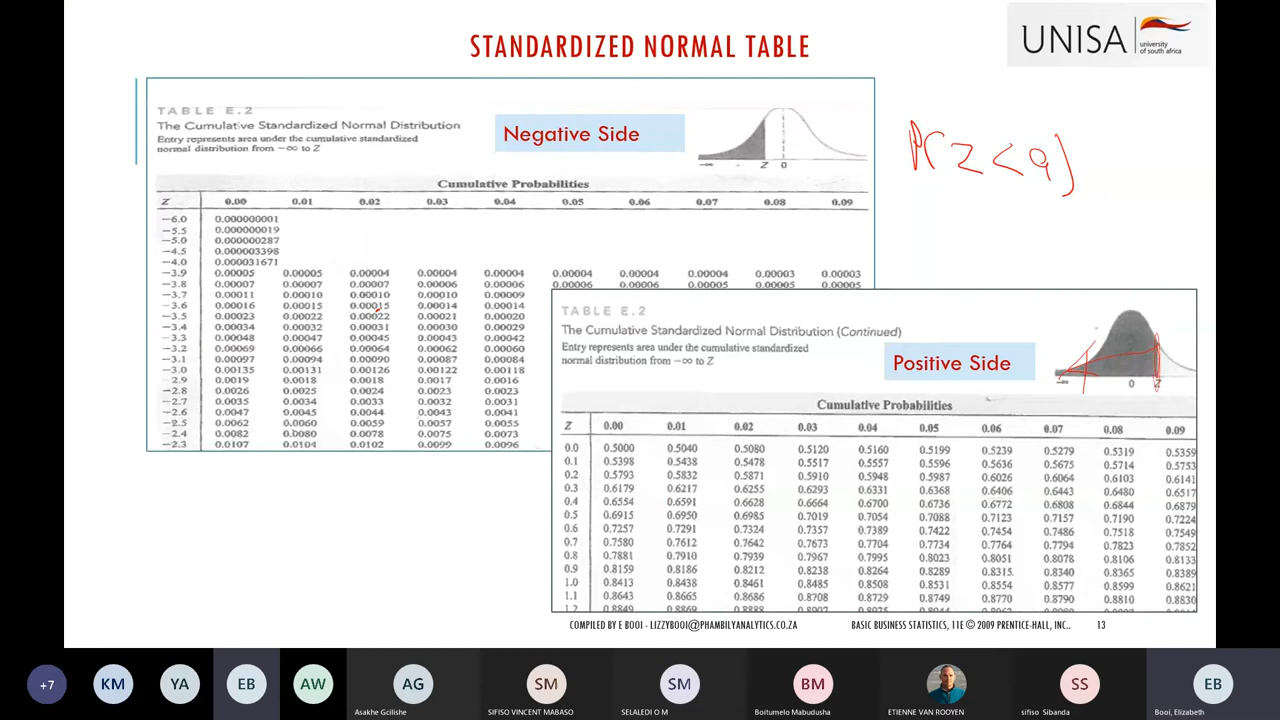 STANDARDIZED NORMAL TABLE
UNISA
university
of south africa
TABLE E.2
The Cumulative Standardized Normal Distribution
Entry represents area under the cumulative standardized
normal distribution from −∞ to Z
Negative Side
−∞ Z 0
Cumulative Probabilities
Z 0.00 0.01 0.02 0.03 0.04 0.05 0.06 0.07 0.08 0.09
−6.0 0.000000001
−5.5 0.000000019
−5.0 0.000000287
−4.5 0.000003398
−4.0 0.000031671
−3.9 0.00005 0.00005 0.00004 0.00004 0.00004 0.00004 0.00004 0.00004 0.00003 0.00003
−3.8 0.00007 0.00007 0.00007 0.00006 0.00006 0.00006 0.00006 0.00005 0.00005 0.00005
−3.7 0.00011 0.00010 0.00010 0.00010 0.00009
−3.6 0.00016 0.00015 0.00015 0.00014 0.00014
−3.5 0.00023 0.00022 0.00022 0.00021 0.00020
−3.4 0.00034 0.00032 0.00031 0.00030 0.00029
−3.3 0.00048 0.00047 0.00045 0.00043 0.00042
−3.2 0.00069 0.00066 0.00064 0.00062 0.00060
−3.1 0.00097 0.00094 0.00090 0.00087 0.00084
−3.0 0.00135 0.00131 0.00126 0.00122 0.00118
−2.9 0.0019 0.0018 0.0018 0.0017 0.0016
−2.8 0.0026 0.0025 0.0024 0.0023 0.0023
−2.7 0.0035 0.0034 0.0033 0.0032 0.0031
−2.6 0.0047 0.0045 0.0044 0.0043 0.0041
−2.5 0.0062 0.0060 0.0059 0.0057 0.0055
−2.4 0.0082 0.0080 0.0078 0.0075 0.0073
−2.3 0.0107 0.0104 0.0102 0.0099 0.0096
P(Z<a)
TABLE E.2
The Cumulative Standardized Normal Distribution (Continued)
Entry represents area under the cumulative standardized
normal distribution from −∞ to Z
Positive Side
−∞ 0 Z
Cumulative Probabilities
Z 0.00 0.01 0.02 0.03 0.04 0.05 0.06 0.07 0.08 0.09
0.0 0.5000 0.5040 0.5080 0.5120 0.5160 0.5199 0.5239 0.5279 0.5319 0.5359
0.1 0.5398 0.5438 0.5478 0.5517 0.5557 0.5596 0.5636 0.5675 0.5714 0.5753
0.2 0.5793 0.5832 0.5871 0.5910 0.5948 0.5987 0.6026 0.6064 0.6103 0.6141
0.3 0.6179 0.6217 0.6255 0.6293 0.6331 0.6368 0.6406 0.6443 0.6480 0.6517
0.4 0.6554 0.6591 0.6628 0.6664 0.6700 0.6736 0.6772 0.6808 0.6844 0.6879
0.5 0.6915 0.6950 0.6985 0.7019 0.7054 0.7088 0.7123 0.7157 0.7190 0.7224
0.6 0.7257 0.7291 0.7324 0.7357 0.7389 0.7422 0.7454 0.7486 0.7518 0.7549
0.7 0.7580 0.7612 0.7642 0.7673 0.7704 0.7734 0.7764 0.7794 0.7823 0.7852
0.8 0.7881 0.7910 0.7939 0.7967 0.7995 0.8023 0.8051 0.8078 0.8106 0.8133
0.9 0.8159 0.8186 0.8212 0.8238 0.8264 0.8289 0.8315 0.8340 0.8365 0.8389
1.0 0.8413 0.8438 0.8461 0.8485 0.8508 0.8531 0.8554 0.8577 0.8599 0.8621
1.1 0.8643 0.8665 0.8686 0.8708 0.8729 0.8749 0.8770 0.8790 0.8810 0.8830
1.2 0.8849 0.8869 0.8888 0.8907 0.8925 0.8944
COMPILED BY E BOOI - LIZZYBOOI@PHAMBILYANALYTICS.CO.ZA BASIC BUSINESS STATISTICS, 11E © 2009 PRENTICE-HALL, INC.. 13
+7 KM YA EB AW AG SM SM BM SS EB
Asakhe Gcilishe SIFISO VINCENT MABASO SELALEDI O M Boitumelo Mabudusha ETIENNE VAN ROOYEN sifiso Sibanda Booi, Elizabeth